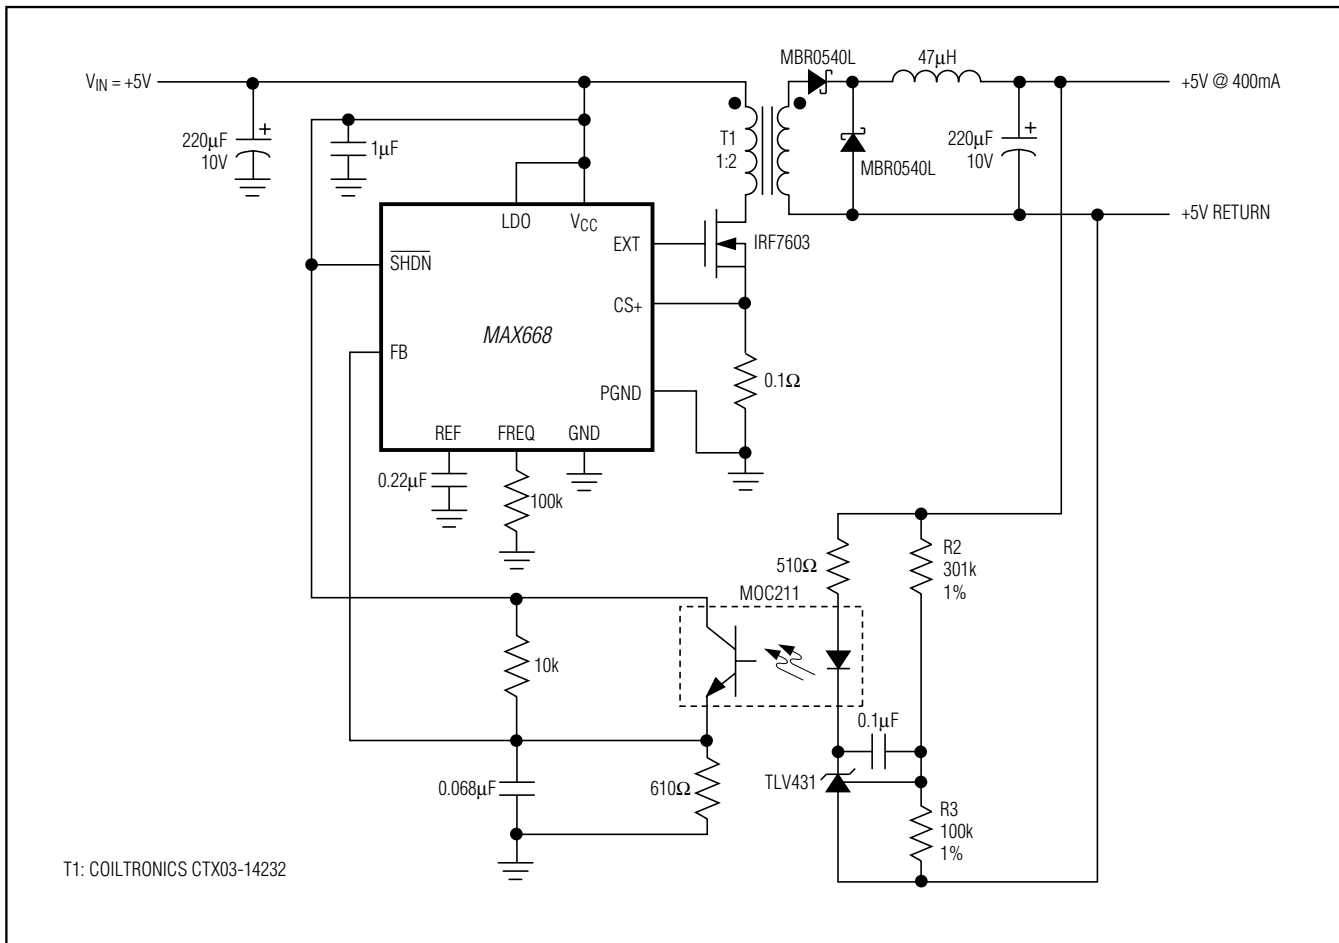 MBR0540L
47µH
VIN = +5V
+5V @ 400mA
220µF
10V
+
1µF
T1
1:2
MBR0540L
220µF
10V
+
LDO
VCC
+5V RETURN
EXT
IRF7603
SHDN
CS+
MAX668
FB
0.1Ω
PGND
REF
FREQ
GND
0.22µF
100k
510Ω
R2
301k
1%
MOC211
10k
0.1µF
0.068µF
610Ω
TLV431
R3
100k
1%
T1: COILTRONICS CTX03-14232